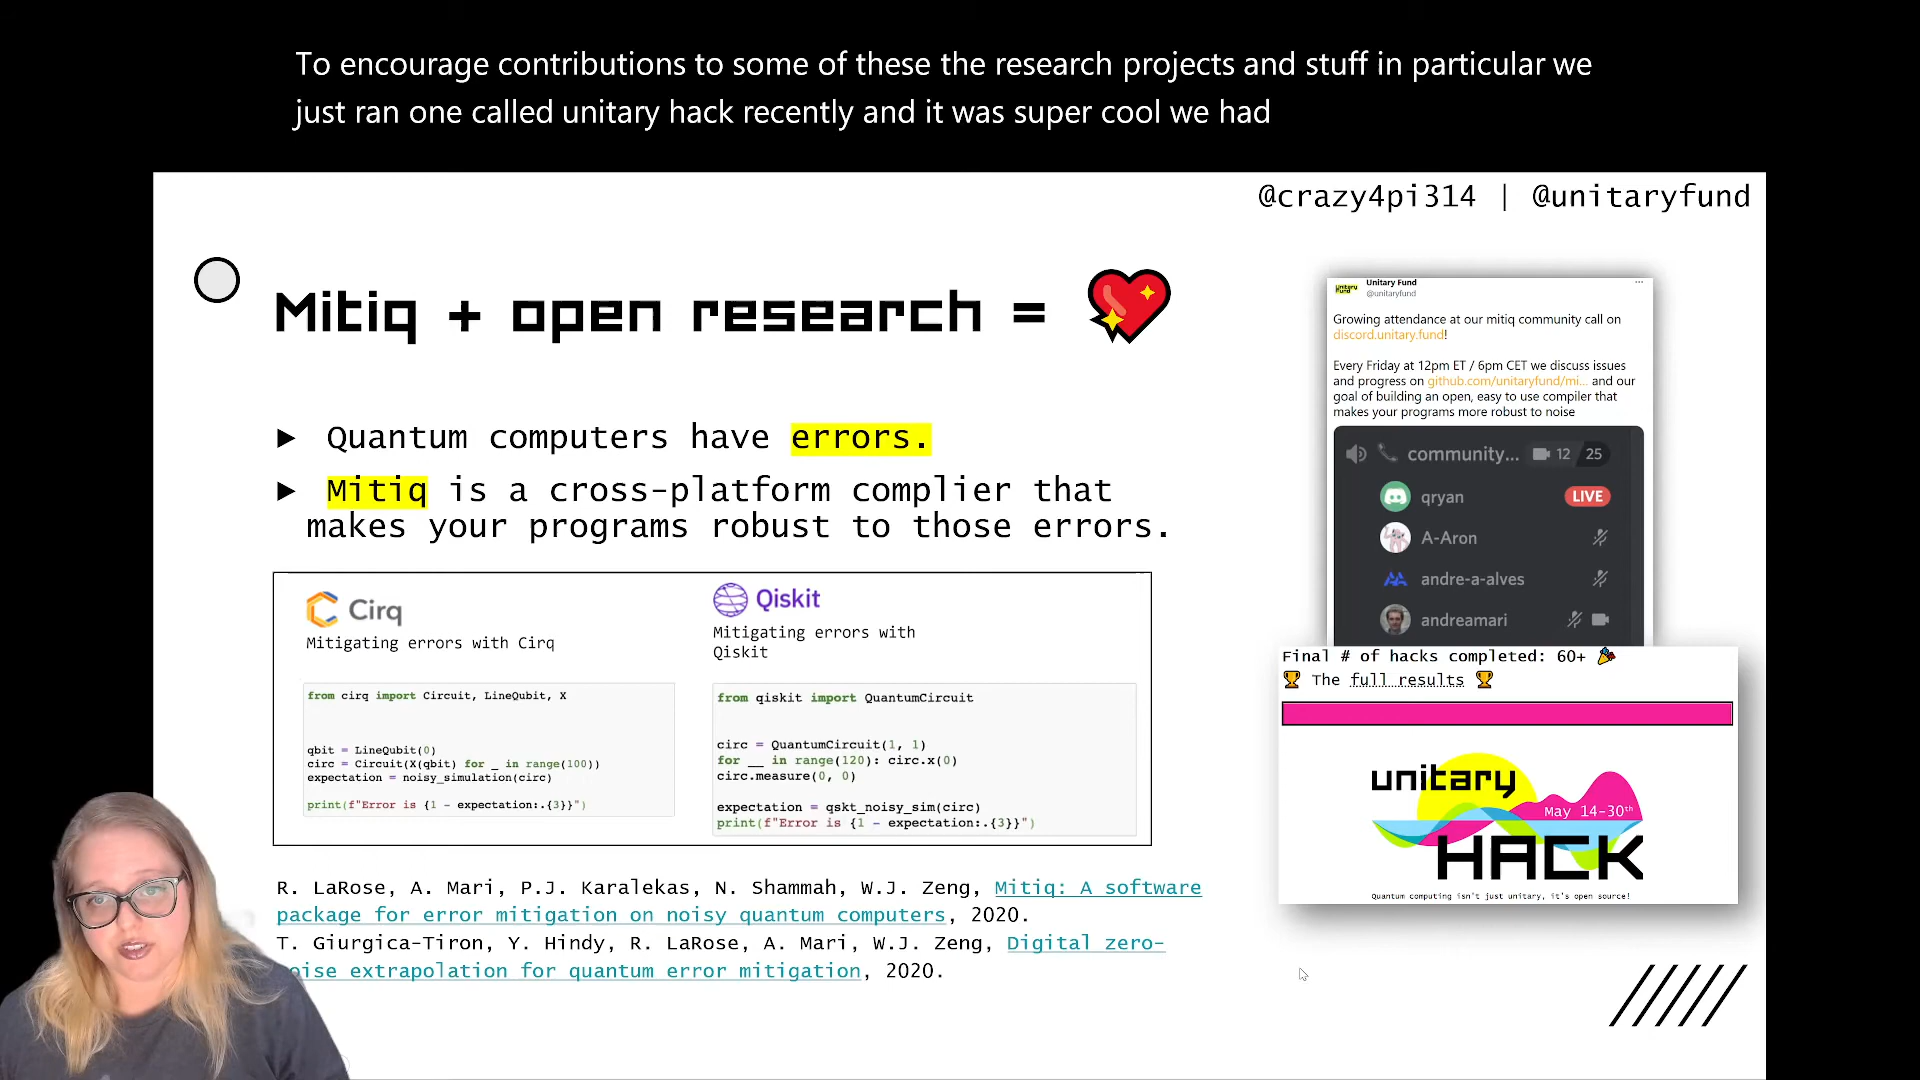 To encourage contributions to some of these the research projects and stuff in particular we
just ran one called unitary hack recently and it was super cool we had
@crazy4pi314 | @unitaryfund
Mitiq + open research =
► Quantum computers have errors.
► Mitiq is a cross-platform complier that
makes your programs robust to those errors.
Cirq
Mitigating errors with Cirq
from cirq import Circuit, LineQubit, X
qbit = LineQubit(0)
circ = Circuit(X(qbit) for _ in range(100))
expectation = noisy_simulation(circ)
print(f"Error is {1 - expectation:.{3}}")
Qiskit
Mitigating errors with
Qiskit
from qiskit import QuantumCircuit
circ = QuantumCircuit(1, 1)
for __ in range(120): circ.x(0)
circ.measure(0, 0)
expectation = qskt_noisy_sim(circ)
print(f"Error is {1 - expectation:.{3}}")
R. LaRose, A. Mari, P.J. Karalekas, N. Shammah, W.J. Zeng, Mitiq: A software
package for error mitigation on noisy quantum computers, 2020.
T. Giurgica-Tiron, Y. Hindy, R. LaRose, A. Mari, W.J. Zeng, Digital zero-
oise extrapolation for quantum error mitigation, 2020.
unitary Fund
Unitary Fund
@unitaryfund
Growing attendance at our mitiq community call on
discord.unitary.fund!
Every Friday at 12pm ET / 6pm CET we discuss issues
and progress on github.com/unitaryfund/mi... and our
goal of building an open, easy to use compiler that
makes your programs more robust to noise
community... 12 25
qryan LIVE
A-Aron
andre-a-alves
andreamari
Final # of hacks completed: 60+
The full results
unitary
May 14-30th
HACK
Quantum computing isn't just unitary, it's open source!